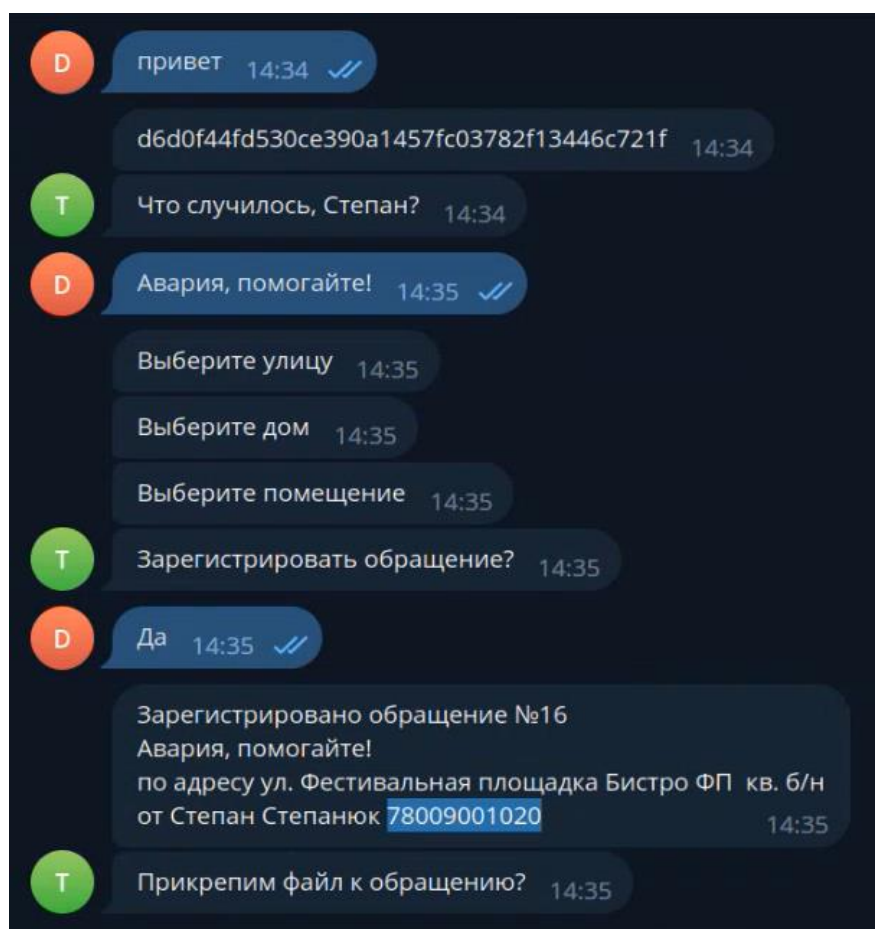 D
привет 14:34
d6d0f44fd530ce390a1457fc03782f13446c721f 14:34
T
Что случилось, Степан? 14:34
D
Авария, помогайте! 14:35
Выберите улицу 14:35
Выберите дом 14:35
Выберите помещение 14:35
T
Зарегистрировать обращение? 14:35
D
Да 14:35
Зарегистрировано обращение №16
Авария, помогайте!
по адресу ул. Фестивальная площадка Бистро ФП кв. б/н
от Степан Степанюк 78009001020 14:35
T
Прикрепим файл к обращению? 14:35